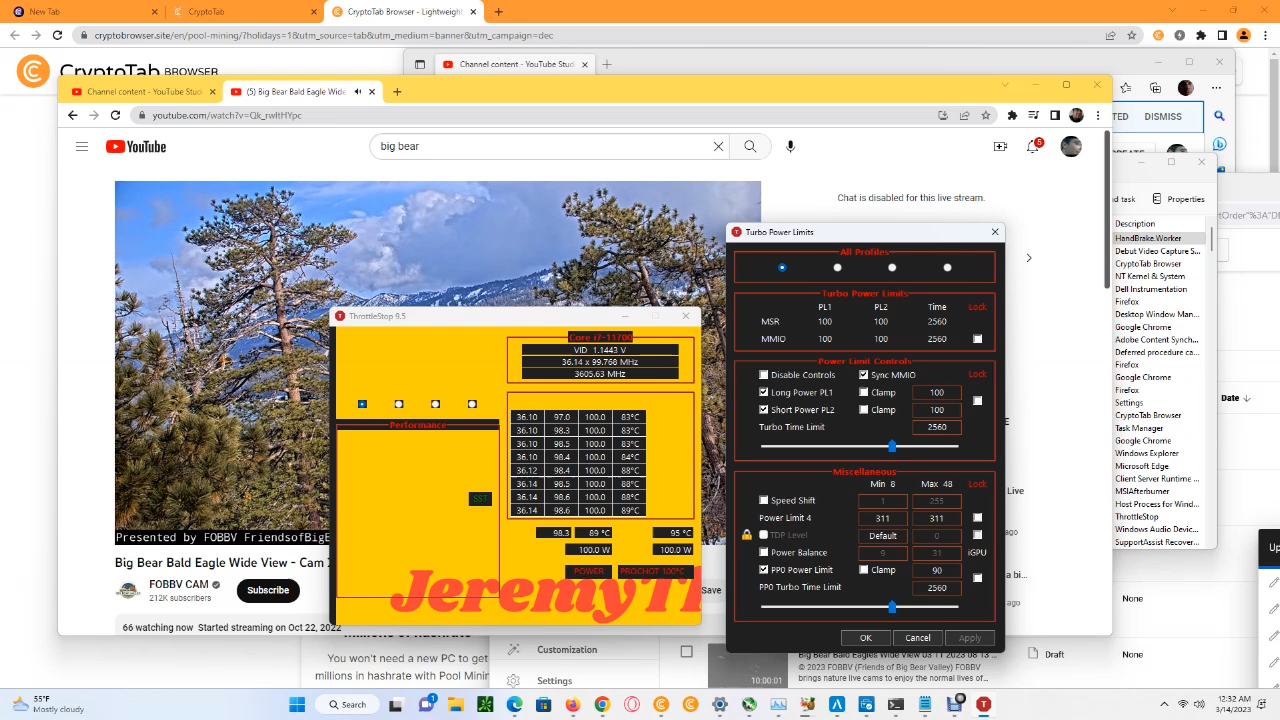 New Tab
CryptoTab
CryptoTab Browser - Lightweight
cryptobrowser.site/en/pool-mining/?holidays=1&utm_source=tab&utm_medium=banner&utm_campaign=dec
CryptoTab BROWSER
Channel content - YouTube Studi
Channel content - YouTube Studi
(5) Big Bear Bald Eagle Wide
youtube.com/watch?v=Qk_rwltHYpc
DISMISS
YouTube
big bear
5
Chat is disabled for this live stream.
Presented by FOBBV FriendsofBigE
Big Bear Bald Eagle Wide View - Cam
FOBBV CAM
212K subscribers
Subscribe
Save
66 watching now Started streaming on Oct 22, 2022
ThrottleStop 9.5
Core i7-11700
VID 1.1443 V
36.14 x 99.768 MHz
3605.63 MHz
36.10 97.0 100.0 83°C
36.10 98.3 100.0 83°C
36.10 98.5 100.0 83°C
36.10 98.4 100.0 84°C
36.12 98.4 100.0 88°C
36.14 98.5 100.0 88°C
36.14 98.6 100.0 88°C
36.14 98.6 100.0 89°C
Performance
SST
98.3 89 °C 95 °C
100.0 W 100.0 W
POWER PROCHOT 100°C
JeremyTh
Turbo Power Limits
All Profiles
Turbo Power Limits
PL1 PL2 Time Lock
MSR 100 100 2560
MMIO 100 100 2560
Power Limit Controls
Disable Controls Sync MMIO Lock
Long Power PL1 Clamp 100
Short Power PL2 Clamp 100
Turbo Time Limit 2560
Miscellaneous
Min 8 Max 48 Lock
Speed Shift 1 255
Power Limit 4 311 311
TDP Level Default 0
Power Balance 9 31 iGPU
PP0 Power Limit Clamp 90
PP0 Turbo Time Limit 2560
OK Cancel Apply
nd task Properties
Description
HandBrake.Worker
Debut Video Capture S...
CryptoTab Browser
NT Kernel & System
Dell Instrumentation
Firefox
Google Chrome
Window Manager
Adobe Content Synchr...
Google Chrome
Deferred procedure ca...
Firefox
Google Chrome
Firefox
Settings
CryptoTab Browser
Task Manager
Google Chrome
Windows Explorer
Microsoft Edge
MSIAfterburner
Host Process for Wind
ThrottleStop
Windows Audio Device...
SupportAssist Recover...
Date
Live
None
Draft None
You won't need a new PC to get
millions in hashrate with Pool Mining
Customization
Settings
10:00:01
Big Bear Bald Eagles Wide View 03 11 2023 08 13 ...
© 2023 FOBBV (Friends of Big Bear Valley) FOBBV
brings nature live cams to enjoy the normal lives of...
55°F
Mostly cloudy
Search
12:32 AM
3/14/2023